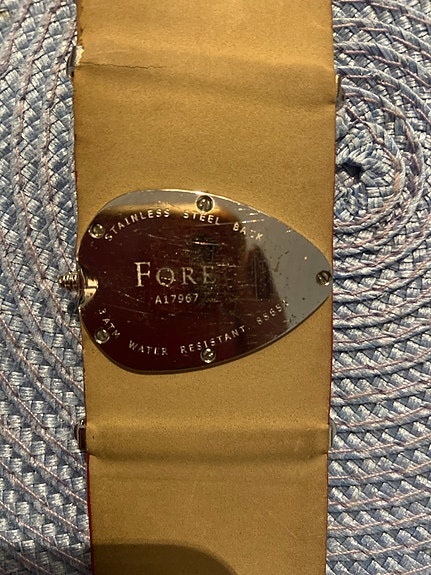 STAINLESS STEEL BACK
FORE
A17967
3ATM WATER RESISTANT.